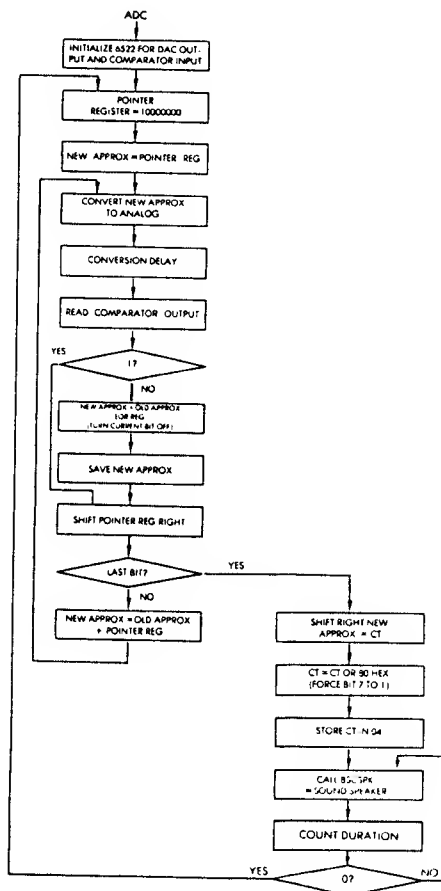 ADC
INITIALIZE 6522 FOR DAC OUT-
PUT AND COMPARATOR INPUT
POINTER
REGISTER = 10000000
NEW APPROX = POINTER REG
CONVERT NEW APPROX
TO ANALOG
CONVERSION DELAY
READ COMPARATOR OUTPUT
YES
1?
NO
NEW APPROX = OLD APPROX
EOR REG
(TURN CURRENT BIT OFF)
SAVE NEW APPROX
SHIFT POINTER REG RIGHT
LAST BIT?
YES
NO
NEW APPROX = OLD APPROX
+ POINTER REG
SHIFT RIGHT NEW
APPROX = CT
CT = CT OR 80 HEX
(FORCE BIT 7 TO 1)
STORE CT IN 04
CALL
= SOUND SPEAKER
COUNT DURATION
YES
0?
NO